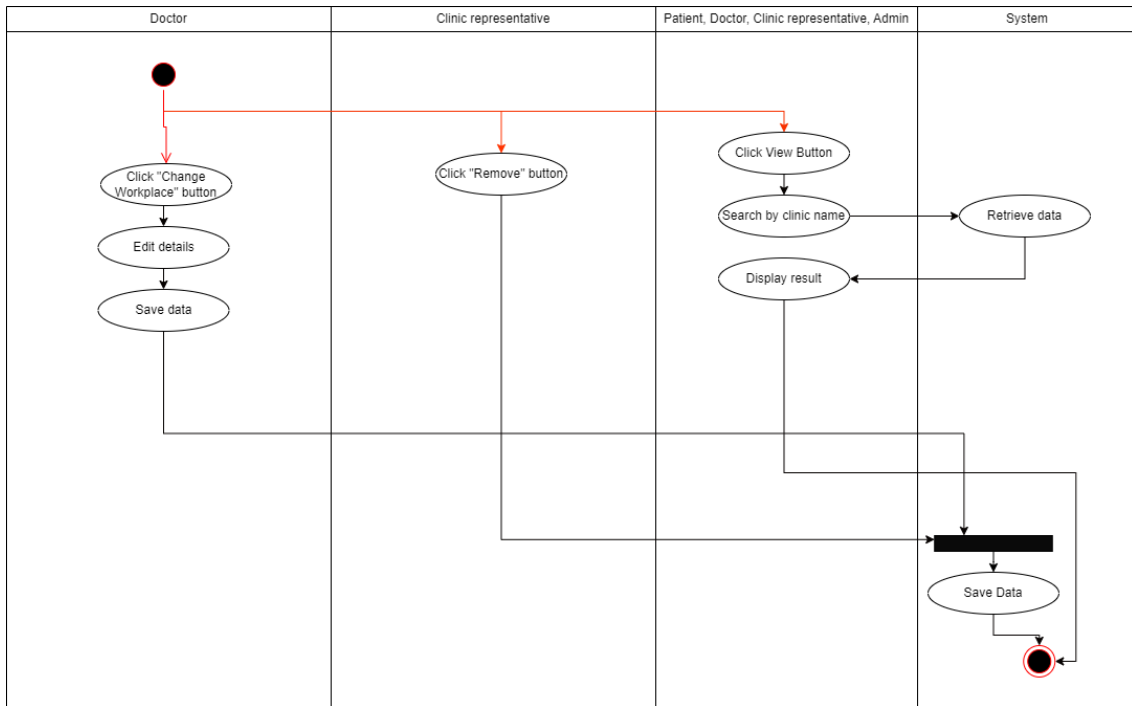 Doctor
Clinic representative
Patient, Doctor, Clinic representative, Admin
System
Click "Change
Workplace" button
Edit details
Save data
Click "Remove" button
Click View Button
Search by clinic name
Retrieve data
Display result
Save Data